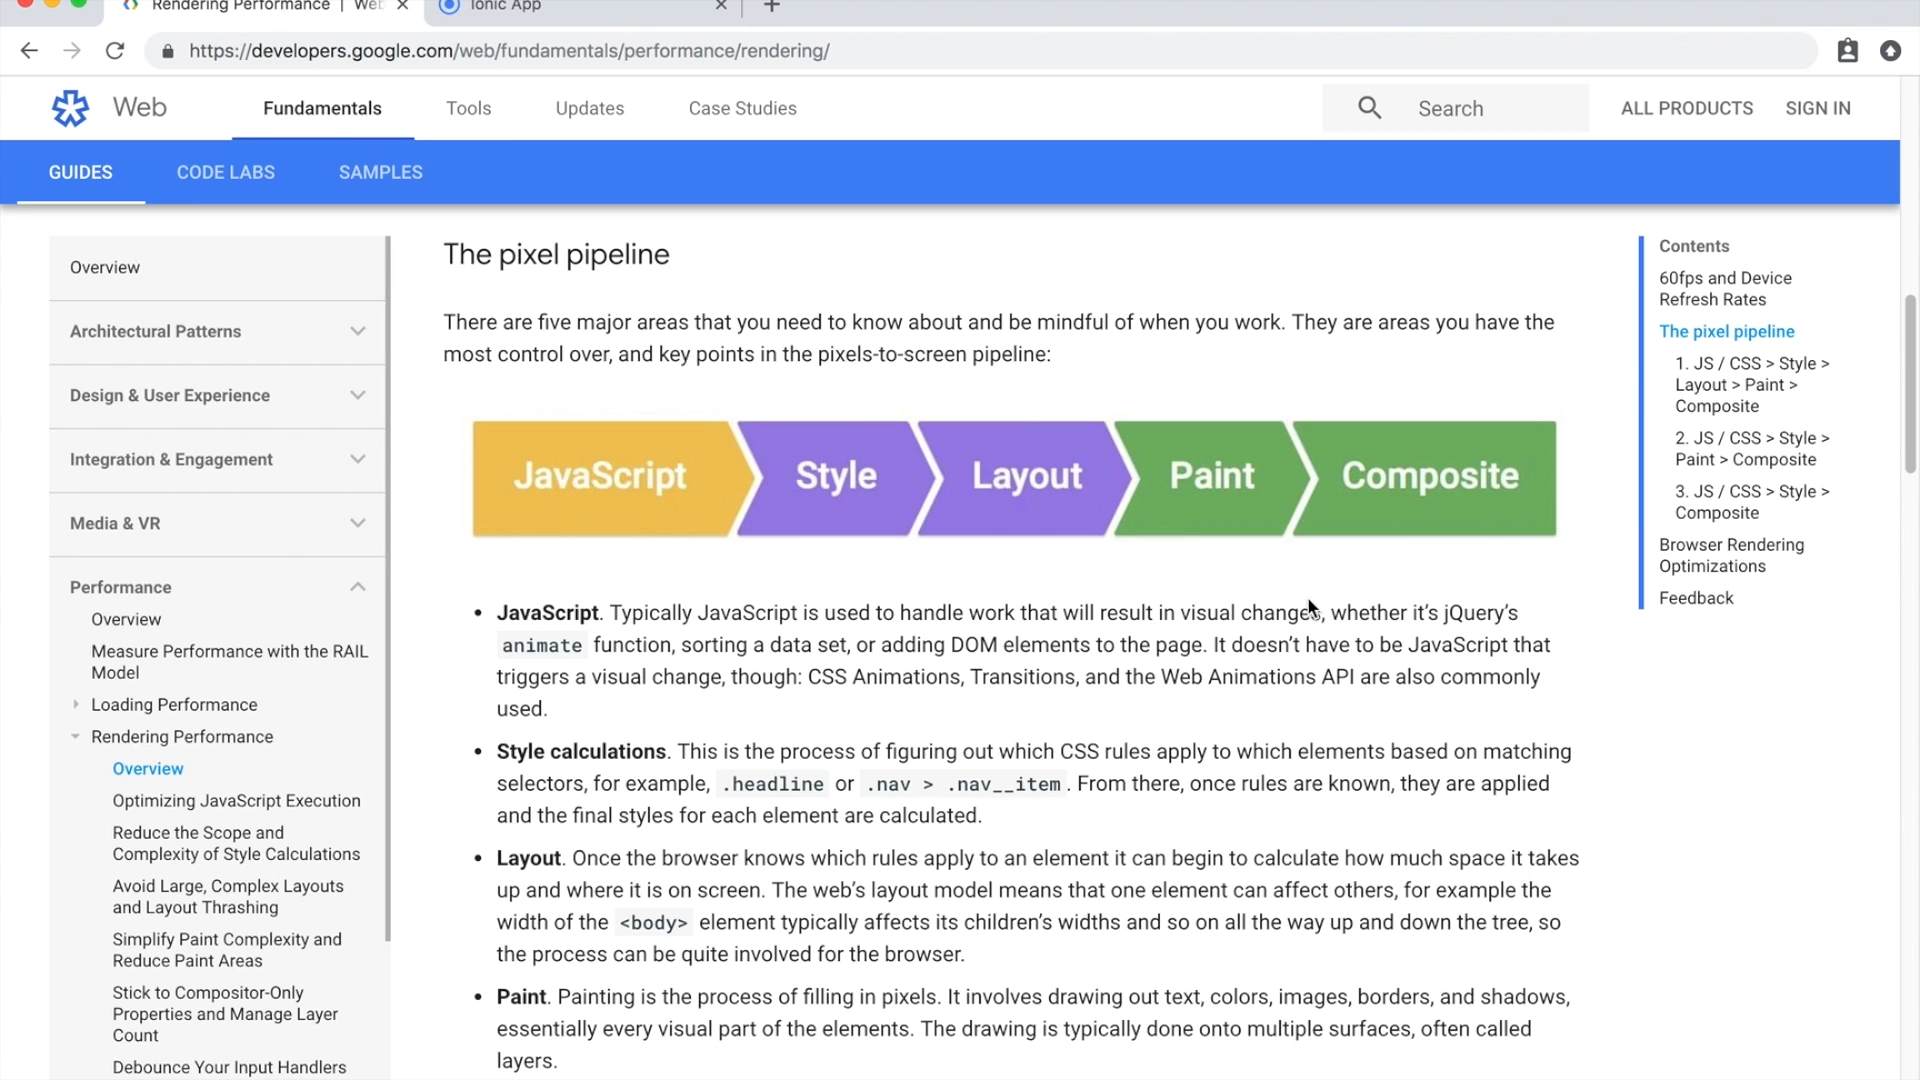 Rendering Performance | Web
Ionic App
https://developers.google.com/web/fundamentals/performance/rendering/
Web
Fundamentals
Tools
Updates
Case Studies
Search
ALL PRODUCTS
SIGN IN
GUIDES
CODE LABS
SAMPLES
Overview
Architectural Patterns
Design & User Experience
Integration & Engagement
Media & VR
Performance
Overview
Measure Performance with the RAIL
Model
Loading Performance
Rendering Performance
Overview
Optimizing JavaScript Execution
Reduce the Scope and
Complexity of Style Calculations
Avoid Large, Complex Layouts
and Layout Thrashing
Simplify Paint Complexity and
Reduce Paint Areas
Stick to Compositor-Only
Properties and Manage Layer
Count
Debounce Your Input Handlers
The pixel pipeline
There are five major areas that you need to know about and be mindful of when you work. They are areas you have the
most control over, and key points in the pixels-to-screen pipeline:
JavaScript
Style
Layout
Paint
Composite
• JavaScript. Typically JavaScript is used to handle work that will result in visual changes, whether it’s jQuery’s
animate function, sorting a data set, or adding DOM elements to the page. It doesn’t have to be JavaScript that
triggers a visual change, though: CSS Animations, Transitions, and the Web Animations API are also commonly
used.
• Style calculations. This is the process of figuring out which CSS rules apply to which elements based on matching
selectors, for example, .headline or .nav > .nav__item. From there, once rules are known, they are applied
and the final styles for each element are calculated.
• Layout. Once the browser knows which rules apply to an element it can begin to calculate how much space it takes
up and where it is on screen. The web’s layout model means that one element can affect others, for example the
width of the <body> element typically affects its children’s widths and so on all the way up and down the tree, so
the process can be quite involved for the browser.
• Paint. Painting is the process of filling in pixels. It involves drawing out text, colors, images, borders, and shadows,
essentially every visual part of the elements. The drawing is typically done onto multiple surfaces, often called
layers.
Contents
60fps and Device
Refresh Rates
The pixel pipeline
1. JS / CSS > Style >
Layout > Paint >
Composite
2. JS / CSS > Style >
Paint > Composite
3. JS / CSS > Style >
Composite
Browser Rendering
Optimizations
Feedback